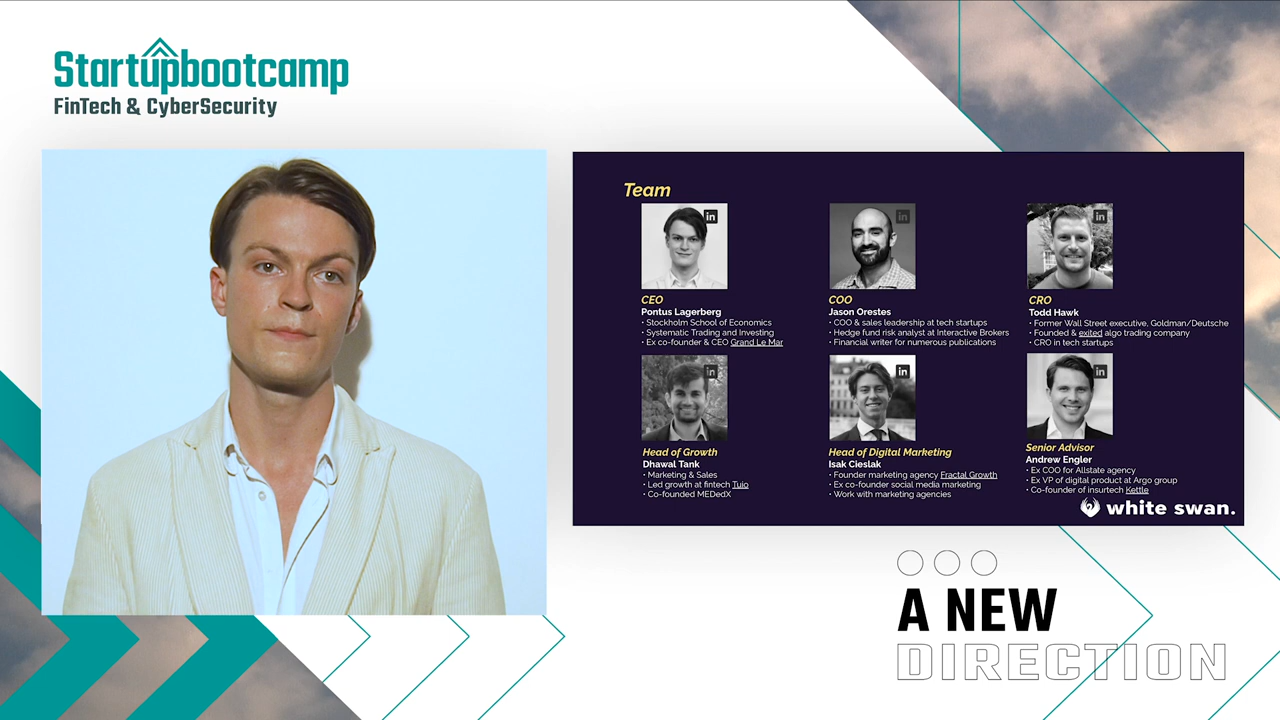 Startupbootcamp
FinTech & CyberSecurity
Team
in
in
in
CEO
Pontus Lagerberg
• Stockholm School of Economics
• Systematic Trading and Investing
• Ex co-founder & CEO Grand Le Mar
COO
Jason Orestes
• COO & sales leadership at tech startups
• Hedge fund risk analyst at Interactive Brokers
• Financial writer for numerous publications
CRO
Todd Hawk
• Former Wall Street executive, Goldman/Deutsche
• Founded & exited algo trading company
• CRO in tech startups
in
in
in
Head of Growth
Dhawal Tank
• Marketing & Sales
• Led growth at fintech Tuio
• Co-founded MEDedX
Head of Digital Marketing
Isak Cieslak
• Founder marketing agency Fractal Growth
• Ex co-founder social media marketing
• Work with marketing agencies
Senior Advisor
Andrew Engler
• Ex COO for Allstate agency
• Ex VP of digital product at Argo group
• Co-founder of insurtech Kettle
white swan.
A NEW
DIRECTION